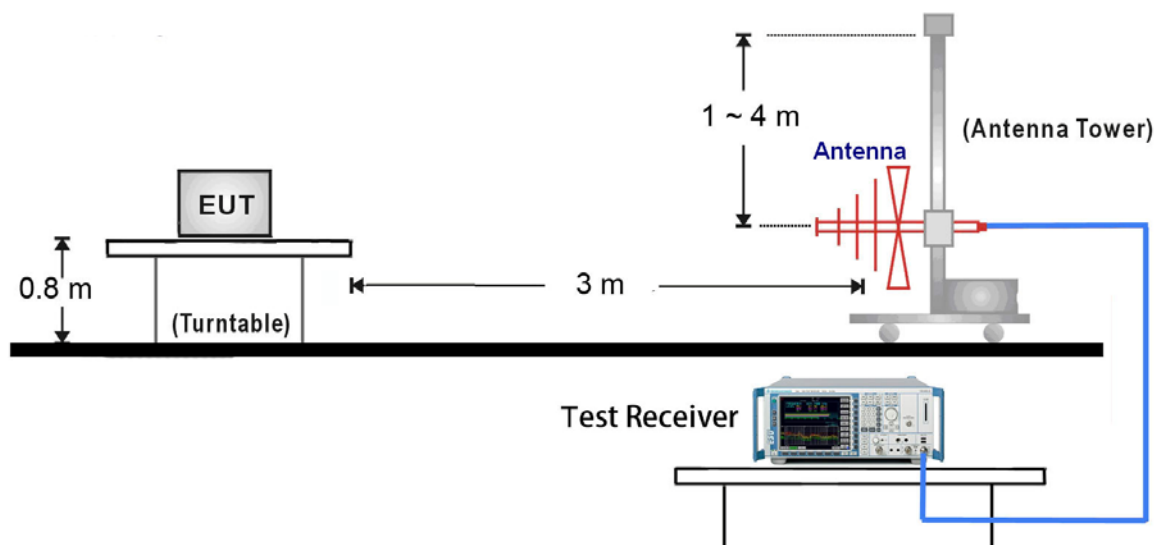 1 ~ 4 m
(Antenna Tower)
Antenna
EUT
0.8 m
3 m
(Turntable)
Test Receiver